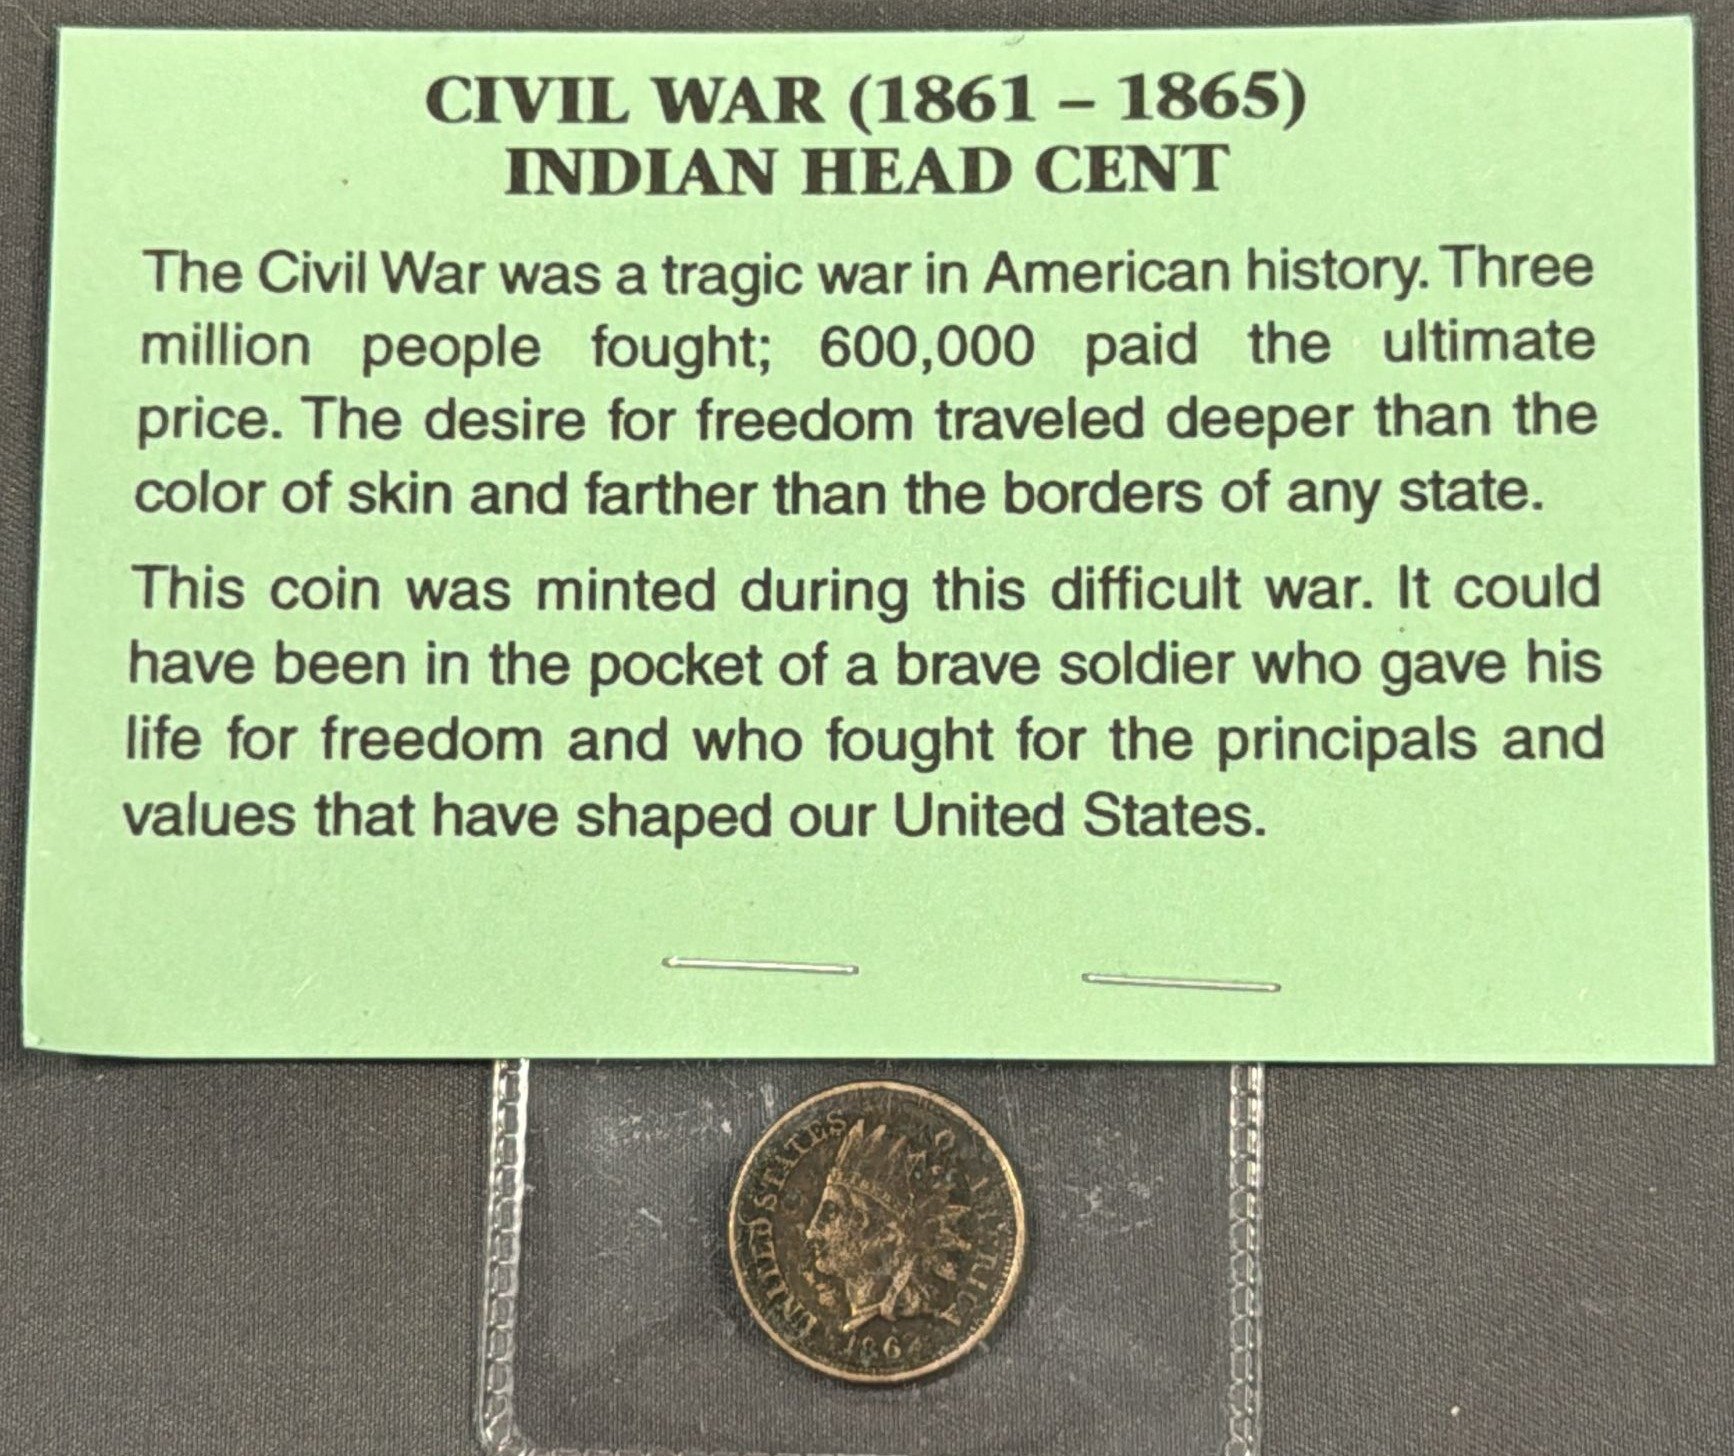 CIVIL WAR (1861 – 1865)
INDIAN HEAD CENT
The Civil War was a tragic war in American history. Three
million people fought; 600,000 paid the ultimate
price. The desire for freedom traveled deeper than the
color of skin and farther than the borders of any state.
This coin was minted during this difficult war. It could
have been in the pocket of a brave soldier who gave his
life for freedom and who fought for the principals and
values that have shaped our United States.
UNITED STATES OF AMERICA
LIBERTY